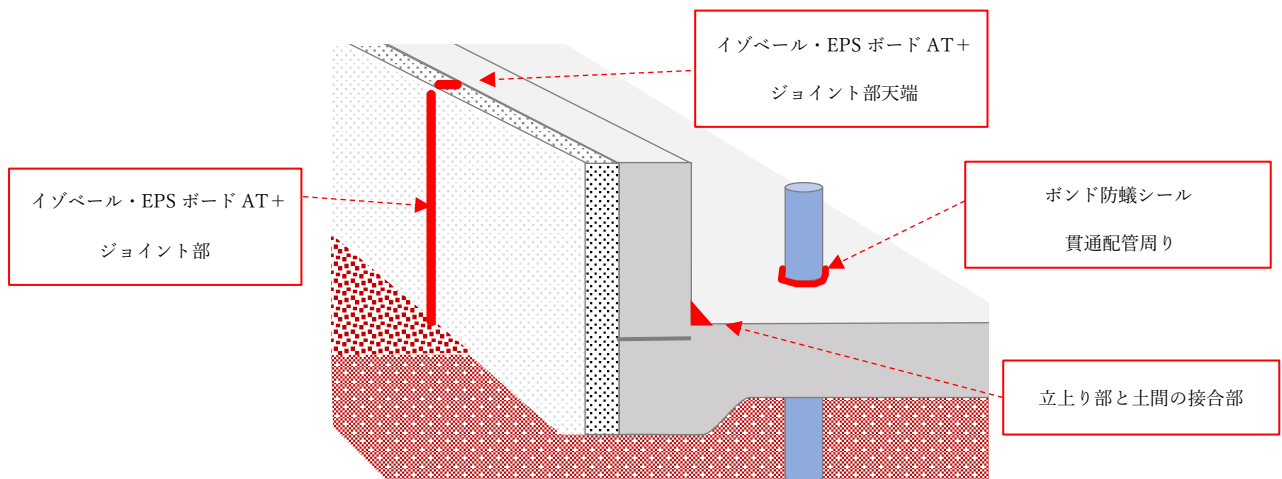 イゾベール・EPS ボード AT＋
ジョイント部天端
イゾベール・EPS ボード AT＋
ジョイント部
ボンド防蟻シール
貫通配管周り
立上り部と土間の接合部